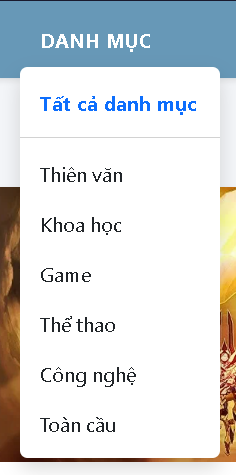 DANH MỤC
Tất cả danh mục
Thiên văn
Khoa học
Game
Thể thao
Công nghệ
Toàn cầu